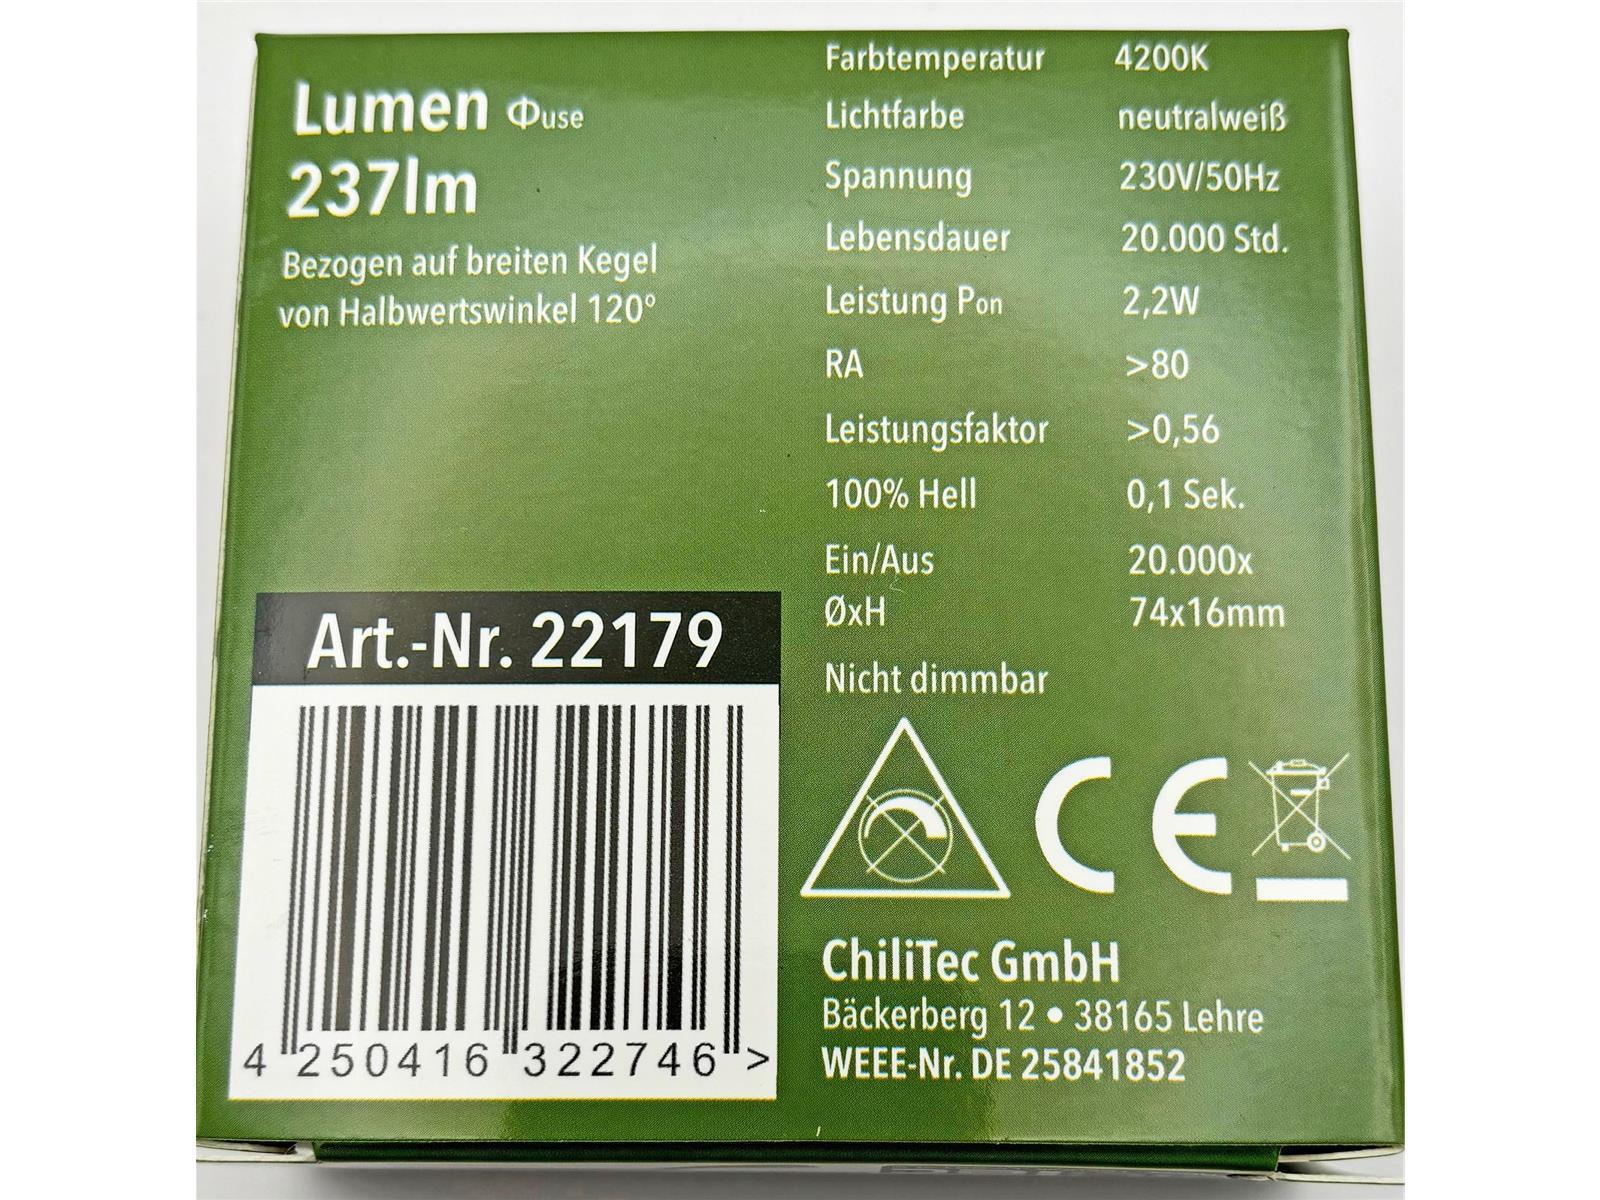 Lumen Φuse
237lm
Bezogen auf breiten Kegel
von Halbwertswinkel 120°
Farbtemperatur 4200K
Lichtfarbe neutralweiß
Spannung 230V/50Hz
Lebensdauer 20.000 Std.
Leistung Pon 2,2W
RA >80
Leistungsfaktor >0,56
100% Hell 0,1 Sek.
Ein/Aus 20.000x
ØxH 74x16mm
Nicht dimmbar
Art.-Nr. 22179
4 250416 322746 >
CE
ChiliTec GmbH
Bäckerberg 12 • 38165 Lehre
WEEE-Nr. DE 25841852